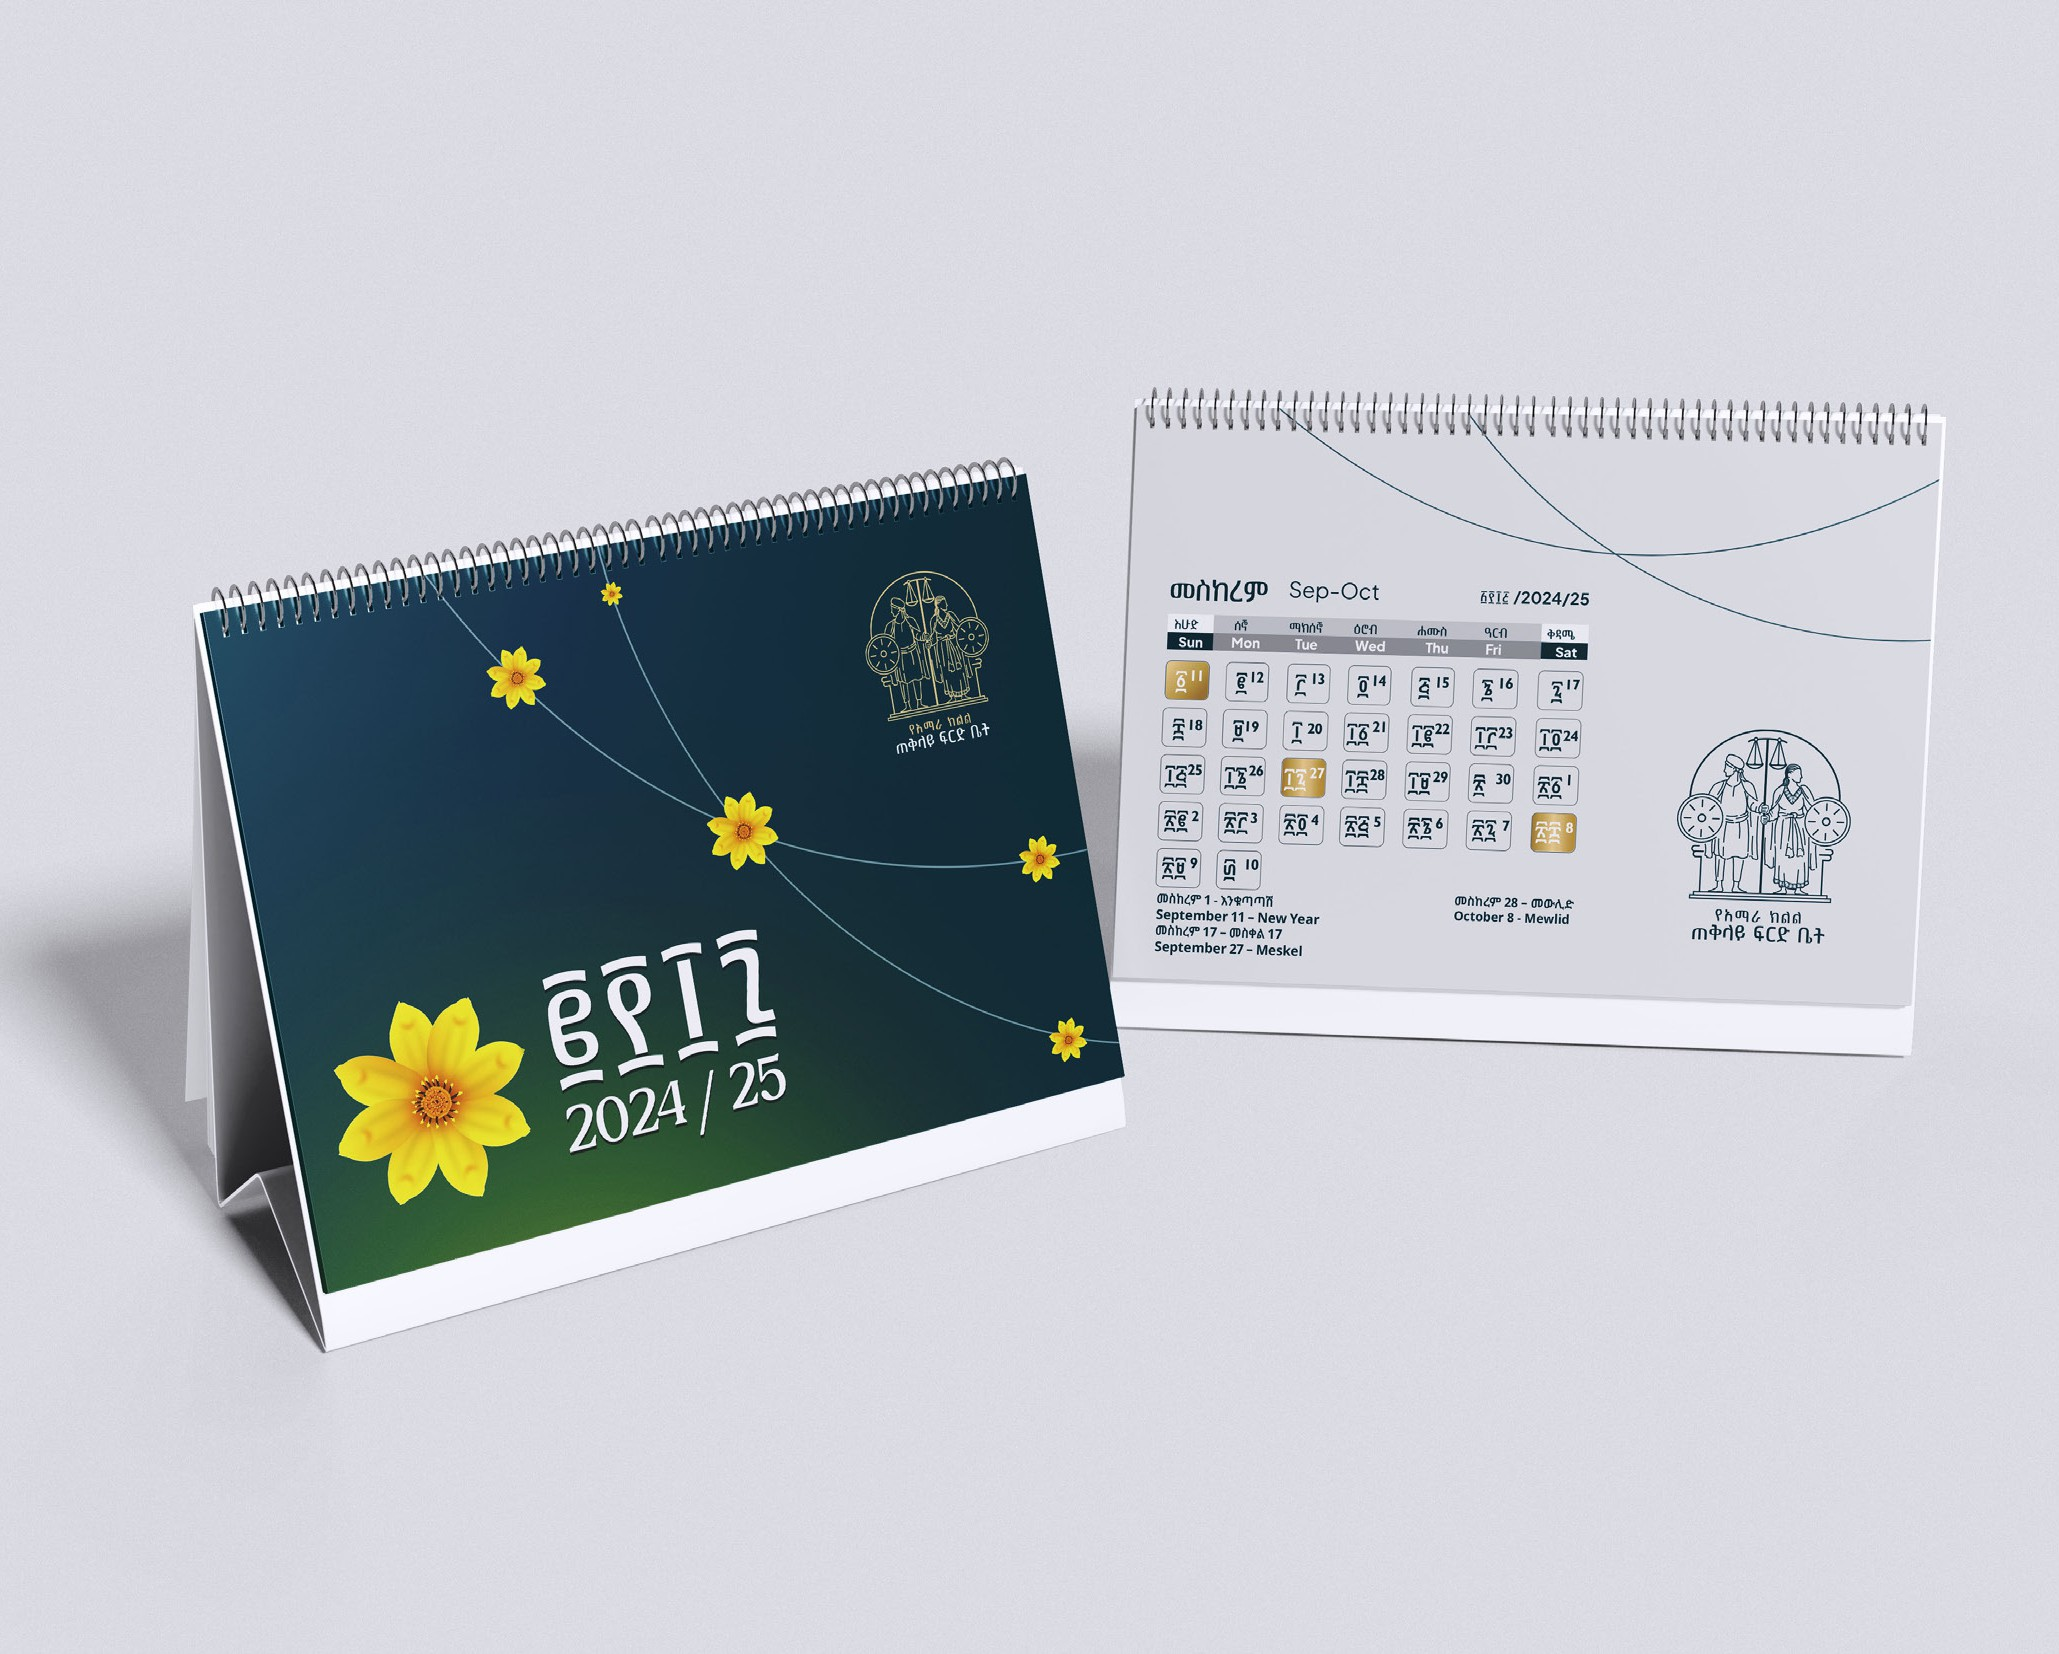 የአማራ ክልል
ጠቅላይ ፍርድ ቤት
፪፻፲፯
2024 / 25
መስከረም Sep-Oct /2024/25
እሁድ ሰኞ ማክሰኞ ዕሮብ ሐሙስ ዓርብ ቅዳሜ
Sun Mon Tue Wed Thu Fri Sat
፩ 11 ፪ 12 ፫ 13 ፬ 14 ፭ 15 ፮ 16 ፯ 17
፰ 18 ፱ 19 ፲ 20 ፲፩ 21 ፲፪ 22 ፲፫ 23 ፲፬ 24
፲፭ 25 ፲፮ 26 ፲፯ 27 ፲፰ 28 ፲፱ 29 ፳ 30 ፳፩ 1
፳፪ 2 ፳፫ 3 ፳፬ 4 ፳፭ 5 ፳፮ 6 ፳፯ 7 ፳፰ 8
፳፱ 9 ፴ 10
መስከረም 1 - እንቁጣጣሽ
September 11 – New Year
መስከረም 17 – መስቀል 17
September 27 – Meskel
መስከረም 28 – መውሊድ
October 8 - Mewlid
የአማራ ክልል
ጠቅላይ ፍርድ ቤት